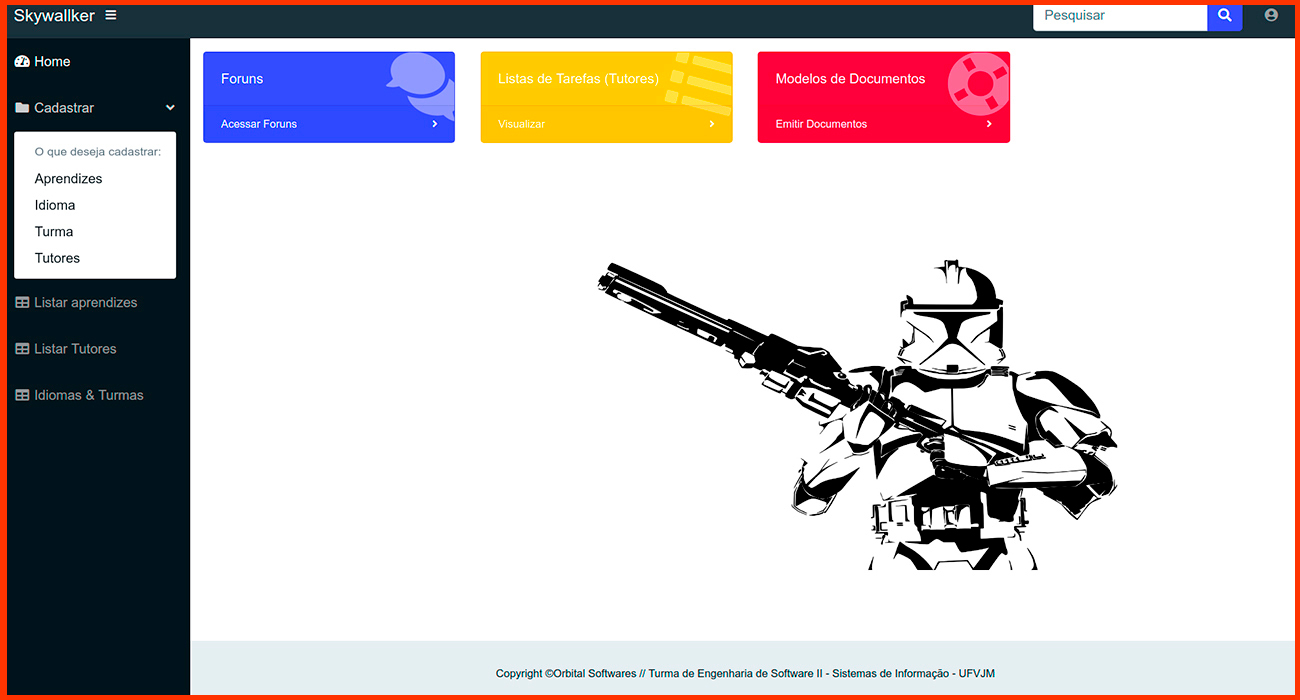 Skywallker
Pesquisar
Home
Cadastrar
O que deseja cadastrar:
Aprendizes
Idioma
Turma
Tutores
Listar aprendizes
Listar Tutores
Idiomas & Turmas
Foruns
Acessar Foruns
Listas de Tarefas (Tutores)
Visualizar
Modelos de Documentos
Emitir Documentos
Copyright ©Orbital Softwares // Turma de Engenharia de Software II - Sistemas de Informação - UFVJM